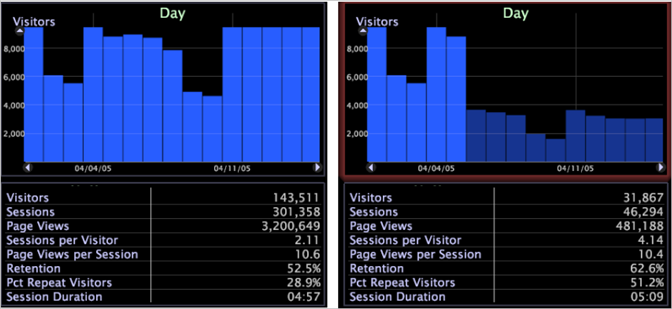 Day
Visitors
8,000
6,000
4,000
2,000
04/04/05
04/11/05
Visitors 143,511
Sessions 301,358
Page Views 3,200,649
Sessions per Visitor 2.11
Page Views per Session 10.6
Retention 52.5%
Pct Repeat Visitors 28.9%
Session Duration 04:57
Day
Visitors
8,000
6,000
4,000
2,000
04/04/05
04/11/05
Visitors 31,867
Sessions 46,294
Page Views 481,188
Sessions per Visitor 4.14
Page Views per Session 10.4
Retention 62.6%
Pct Repeat Visitors 51.2%
Session Duration 05:09